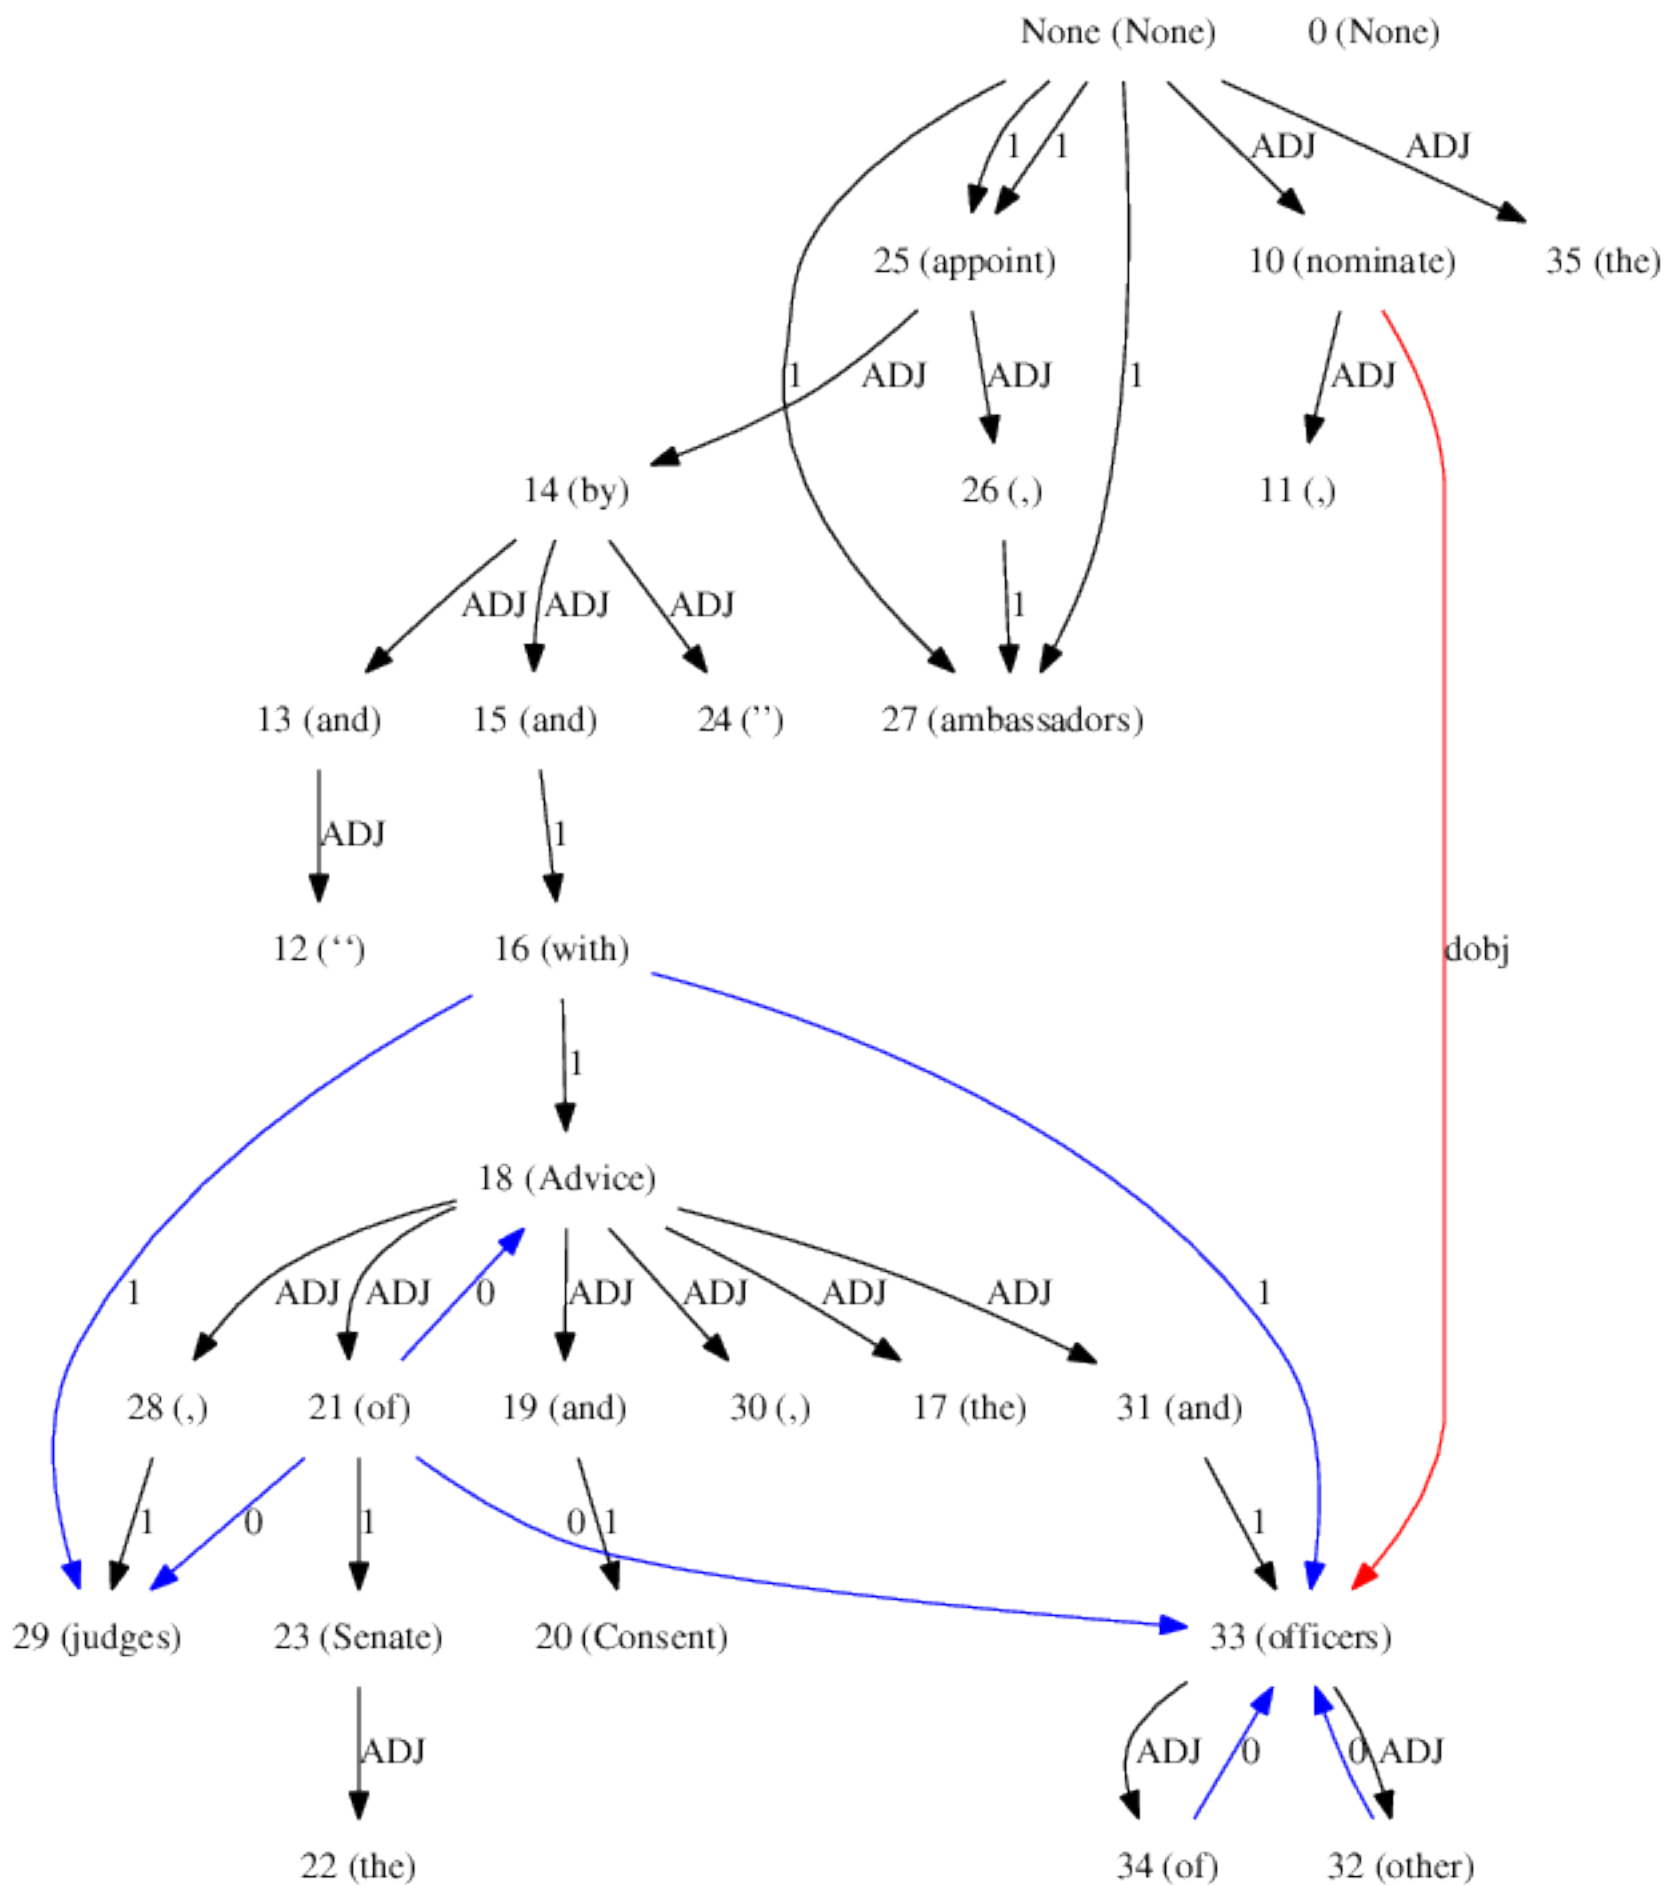 None (None) 0 (None)
1 1 ADJ ADJ
25 (appoint) 10 (nominate) 35 (the)
1 ADJ ADJ 1 ADJ
14 (by) 26 (,) 11 (,)
ADJ ADJ ADJ 1
13 (and) 15 (and) 24 (’’) 27 (ambassadors)
ADJ 1
12 (‘‘) 16 (with) dobj
1
18 (Advice)
1 ADJ ADJ 0 ADJ ADJ ADJ ADJ 1
28 (,) 21 (of) 19 (and) 30 (,) 17 (the) 31 (and)
1 0 1 0 1 1
29 (judges) 23 (Senate) 20 (Consent) 33 (officers)
ADJ ADJ 0 0 ADJ
22 (the) 34 (of) 32 (other)